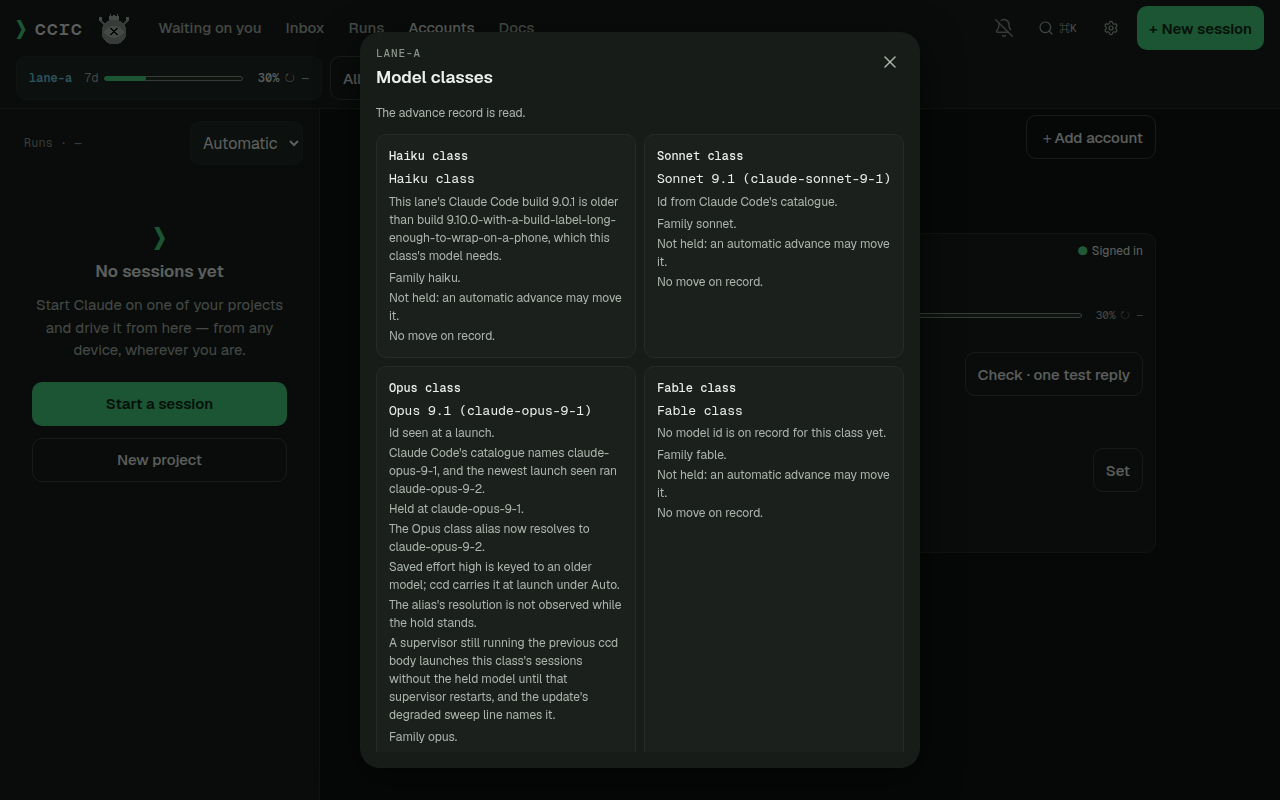 ccrc
Waiting on you
Inbox
Runs
Accounts
Docs
⌘K
+ New session
lane-a 7d 30% ↻ –
All
Runs · –
Automatic
No sessions yet
Start Claude on one of your projects
and drive it from here — from any
device, wherever you are.
Start a session
New project
+ Add account
Signed in
30% ↻ –
Check · one test reply
Set
LANE-A
Model classes
The advance record is read.
Haiku class
Haiku class
This lane's Claude Code build 9.0.1 is older
than build 9.10.0-with-a-build-label-long-
enough-to-wrap-on-a-phone, which this
class's model needs.
Family haiku.
Not held: an automatic advance may move
it.
No move on record.
Sonnet class
Sonnet 9.1 (claude-sonnet-9-1)
Id from Claude Code's catalogue.
Family sonnet.
Not held: an automatic advance may move
it.
No move on record.
Opus class
Opus 9.1 (claude-opus-9-1)
Id seen at a launch.
Claude Code's catalogue names claude-
opus-9-1, and the newest launch seen ran
claude-opus-9-2.
Held at claude-opus-9-1.
The Opus class alias now resolves to
claude-opus-9-2.
Saved effort high is keyed to an older
model; ccd carries it at launch under Auto.
The alias's resolution is not observed while
the hold stands.
A supervisor still running the previous ccd
body launches this class's sessions
without the held model until that
supervisor restarts, and the update's
degraded sweep line names it.
Family opus.
Fable class
Fable class
No model id is on record for this class yet.
Family fable.
Not held: an automatic advance may move
it.
No move on record.